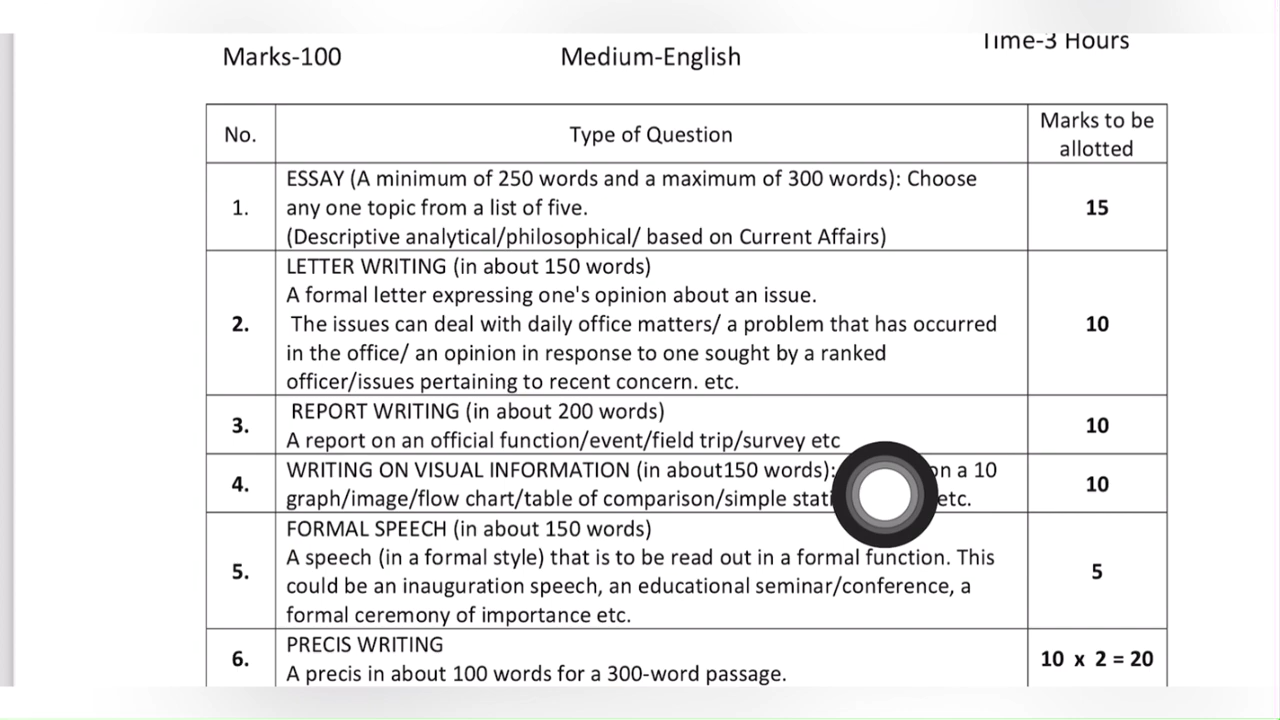 Marks-100 Medium-English Time-3 Hours
No. Type of Question Marks to be allotted
1. ESSAY (A minimum of 250 words and a maximum of 300 words): Choose
any one topic from a list of five.
(Descriptive analytical/philosophical/ based on Current Affairs) 15
2. LETTER WRITING (in about 150 words)
A formal letter expressing one's opinion about an issue.
The issues can deal with daily office matters/ a problem that has occurred
in the office/ an opinion in response to one sought by a ranked
officer/issues pertaining to recent concern. etc. 10
3. REPORT WRITING (in about 200 words)
A report on an official function/event/field trip/survey etc 10
4. WRITING ON VISUAL INFORMATION (in about150 words): on a 10
graph/image/flow chart/table of comparison/simple etc. 10
5. FORMAL SPEECH (in about 150 words)
A speech (in a formal style) that is to be read out in a formal function. This
could be an inauguration speech, an educational seminar/conference, a
formal ceremony of importance etc. 5
6. PRECIS WRITING
A precis in about 100 words for a 300-word passage. 10 x 2 = 20